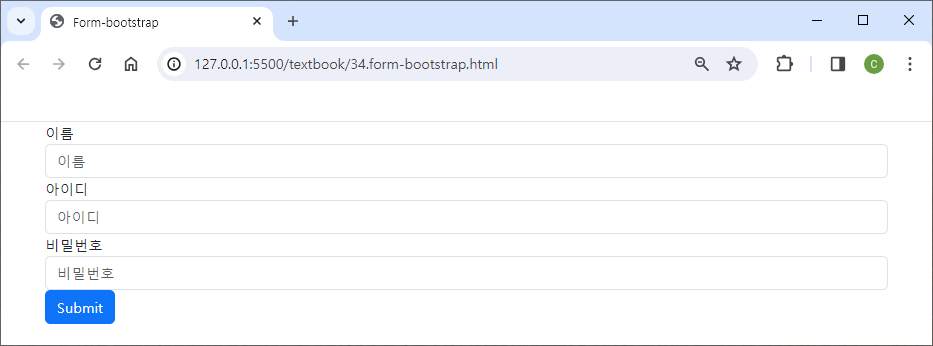 Form-bootstrap
127.0.0.1:5500/textbook/34.form-bootstrap.html
C
이름
이름
아이디
아이디
비밀번호
비밀번호
Submit